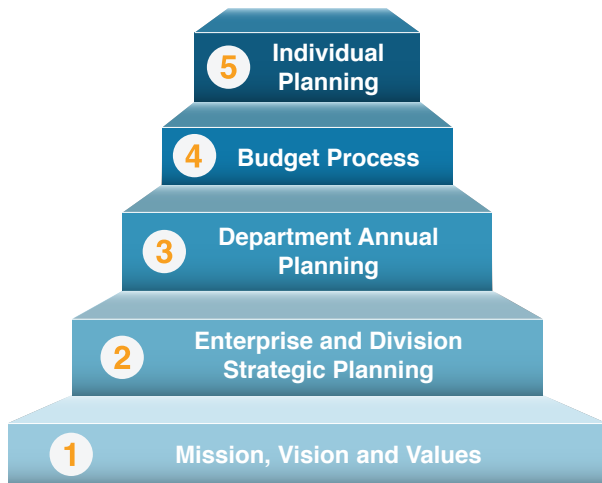 5
Individual
Planning
4
Budget Process
3
Department Annual
Planning
2
Enterprise and Division
Strategic Planning
1
Mission, Vision and Values